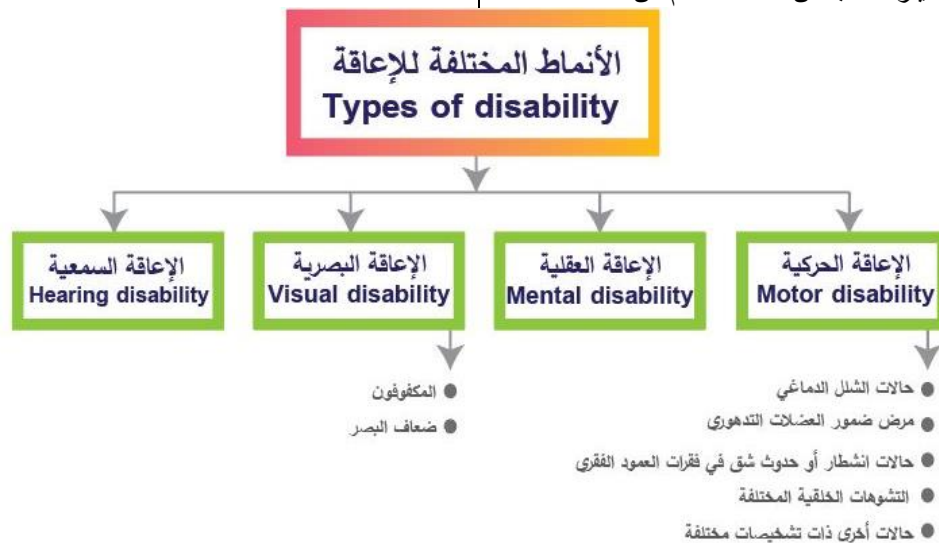 الأنماط المختلفة للإعاقة
Types of disability
الإعاقة الحركية
Motor disability
الإعاقة العقلية
Mental disability
الإعاقة البصرية
Visual disability
الإعاقة السمعية
Hearing disability
حالات الشلل الدماغي
مرض ضمور العضلات التدهوري
حالات انشطار أو حدوث شق في فقرات العمود الفقري
التشوهات الخلقية المختلفة
حالات أخرى ذات تشخيصات مختلفة
المكفوفون
ضعاف البصر